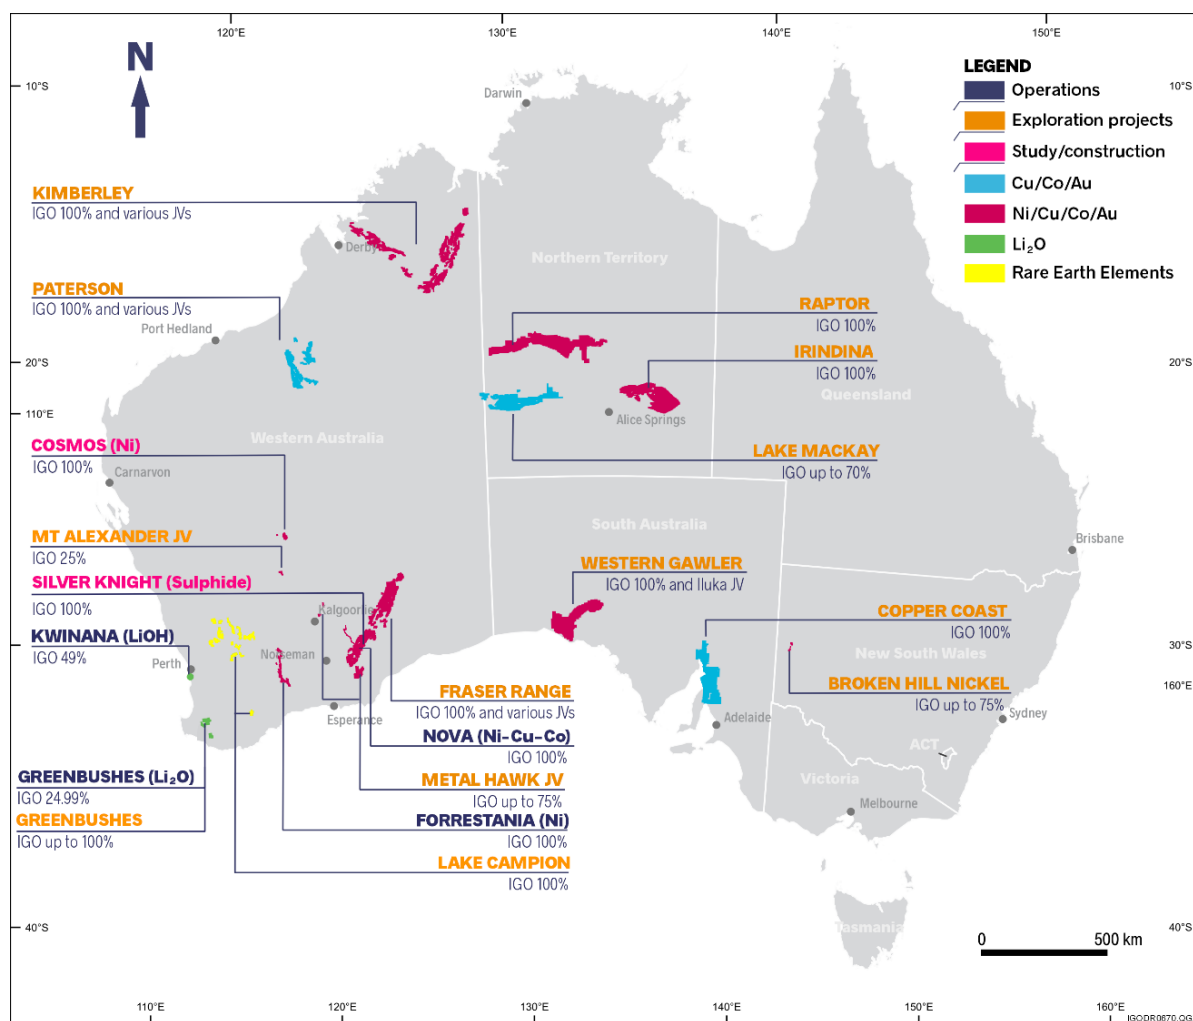 120°E
130°E
140°E
150°E
N
10°S
10°S
LEGEND
Operations
Exploration projects
Study/construction
Cu/Co/Au
Ni/Cu/Co/Au
Li₂O
Rare Earth Elements
Darwin
KIMBERLEY
IGO 100% and various JVs
Derby
Northern Territory
PATERSON
IGO 100% and various JVs
Port Hedland
RAPTOR
IGO 100%
IRINDINA
IGO 100%
20°S
20°S
Queensland
110°E
Alice Springs
Western Australia
COSMOS (Ni)
IGO 100%
LAKE MACKAY
IGO up to 70%
Carnarvon
South Australia
MT ALEXANDER JV
IGO 25%
Brisbane
WESTERN GAWLER
IGO 100% and Iluka JV
SILVER KNIGHT (Sulphide)
IGO 100%
Kalgoorlie
COPPER COAST
IGO 100%
KWINANA (LiOH)
IGO 49%
Perth
Norseman
30°S
New South Wales
160°E
BROKEN HILL NICKEL
IGO up to 75%
FRASER RANGE
IGO 100% and various JVs
Esperance
Adelaide
Sydney
NOVA (Ni–Cu–Co)
IGO 100%
ACT
GREENBUSHES (Li₂O)
IGO 24.99%
METAL HAWK JV
IGO up to 75%
Victoria
Melbourne
GREENBUSHES
IGO up to 100%
FORRESTANIA (Ni)
IGO 100%
LAKE CAMPION
IGO 100%
Tasmania
40°S
40°S
0
500 km
110°E
120°E
130°E
140°E
150°E
160°E
IGODR0670.QG